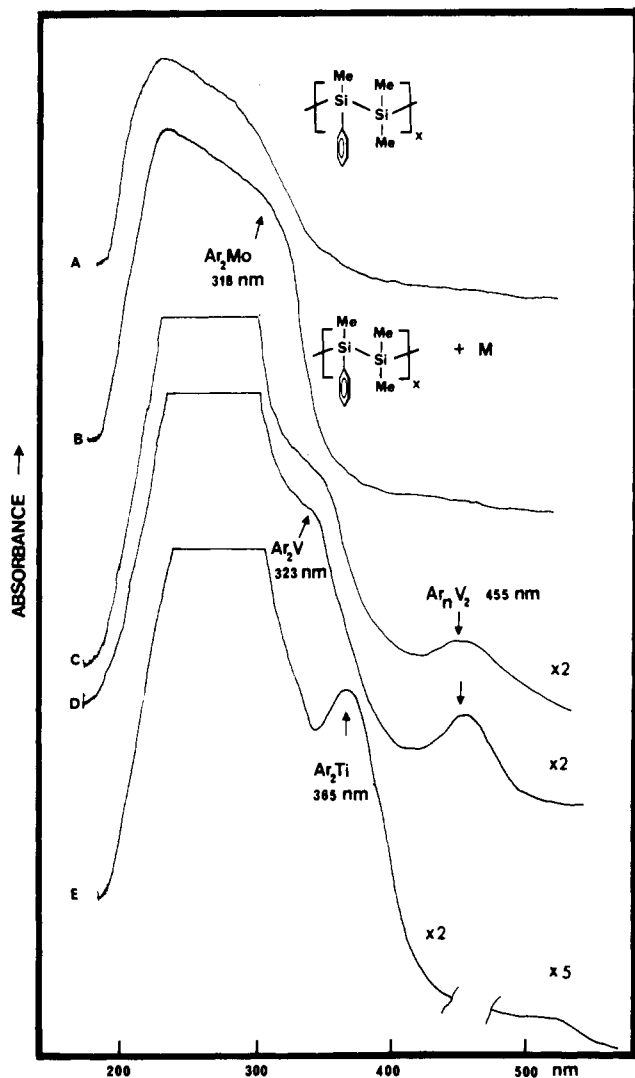 Me
Si
Si
Me
x
A
Ar2Mo
318 nm
Me
Me
Si
Si
+ M
Me
x
B
ABSORBANCE →
Ar2V
323 nm
ArnV2 455 nm
C
x2
D
x2
Ar2Ti
365 nm
E
x2
x5
200 300 400 500 nm